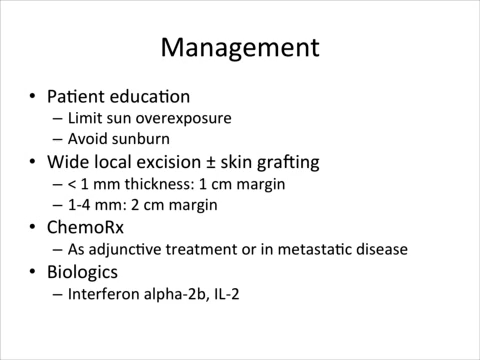 Management
• Patient education
– Limit sun overexposure
– Avoid sunburn
• Wide local excision ± skin grafting
– < 1 mm thickness: 1 cm margin
– 1-4 mm: 2 cm margin
• ChemoRx
– As adjunctive treatment or in metastatic disease
• Biologics
– Interferon alpha-2b, IL-2